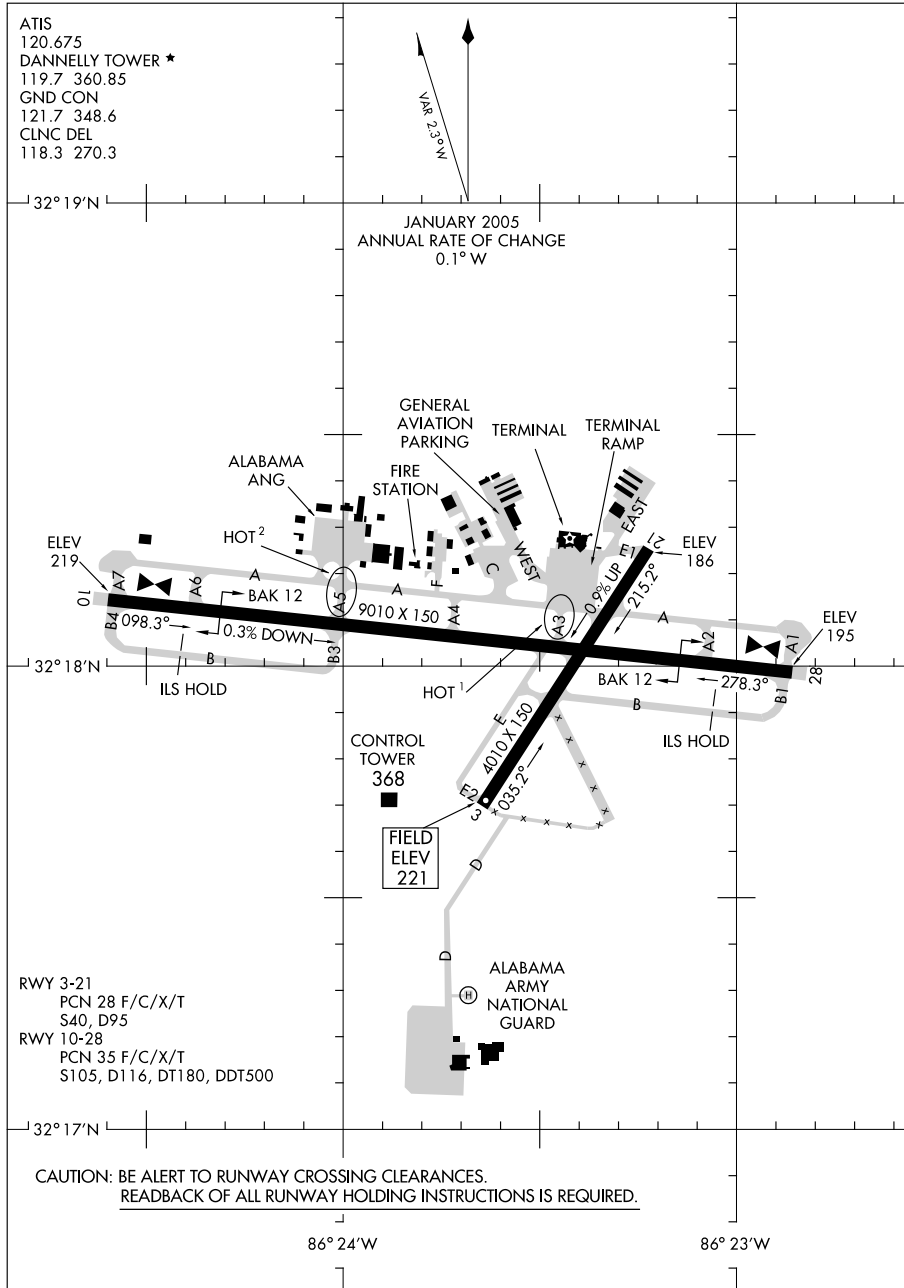 ATIS
120.675
DANNELLY TOWER ★
119.7 360.85
GND CON
121.7 348.6
CLNC DEL
118.3 270.3
VAR 2.3° W
32° 19'N
JANUARY 2005
ANNUAL RATE OF CHANGE
0.1° W
GENERAL
AVIATION
PARKING
TERMINAL
TERMINAL
RAMP
ALABAMA
ANG
FIRE
STATION
HOT 2
EAST
WEST
ELEV
219
ELEV
186
21
E1
C
F
A
A
A
A7
A6
A5
A4
A3
A2
A1
10
B4
BAK 12
9010 X 150
0.9% UP
215.2°
098.3°
0.3% DOWN
B3
B
ILS HOLD
ELEV
195
28
32° 18'N
HOT 1
BAK 12
278.3°
B1
B
ILS HOLD
E
4010 X 150
035.2°
E2
3
CONTROL
TOWER
368
FIELD
ELEV
221
D
D
H
ALABAMA
ARMY
NATIONAL
GUARD
RWY 3-21
PCN 28 F/C/X/T
S40, D95
RWY 10-28
PCN 35 F/C/X/T
S105, D116, DT180, DDT500
32° 17'N
CAUTION: BE ALERT TO RUNWAY CROSSING CLEARANCES.
READBACK OF ALL RUNWAY HOLDING INSTRUCTIONS IS REQUIRED.
86° 24'W
86° 23'W